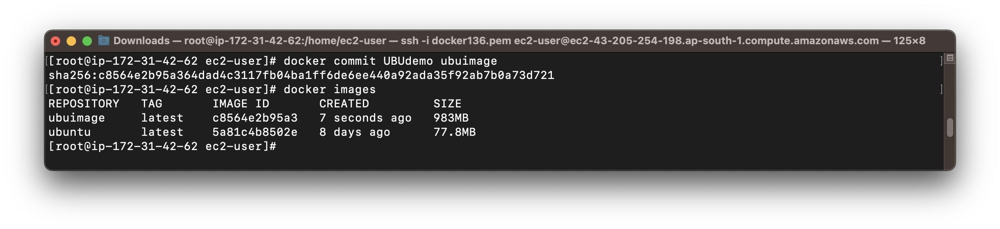 Downloads — root@ip-172-31-42-62:/home/ec2-user — ssh -i docker136.pem ec2-user@ec2-43-205-254-198.ap-south-1.compute.amazonaws.com — 125×8
[[root@ip-172-31-42-62 ec2-user]# docker commit UBUdemo ubuimage ]
sha256:c8564e2b95a364dad4c3117fb04ba1ff6de6ee440a92ada35f92ab7b0a73d721
[[root@ip-172-31-42-62 ec2-user]# docker images ]
REPOSITORY   TAG       IMAGE ID       CREATED         SIZE
ubuimage     latest    c8564e2b95a3   7 seconds ago   983MB
ubuntu       latest    5a81c4b8502e   8 days ago      77.8MB
[root@ip-172-31-42-62 ec2-user]#